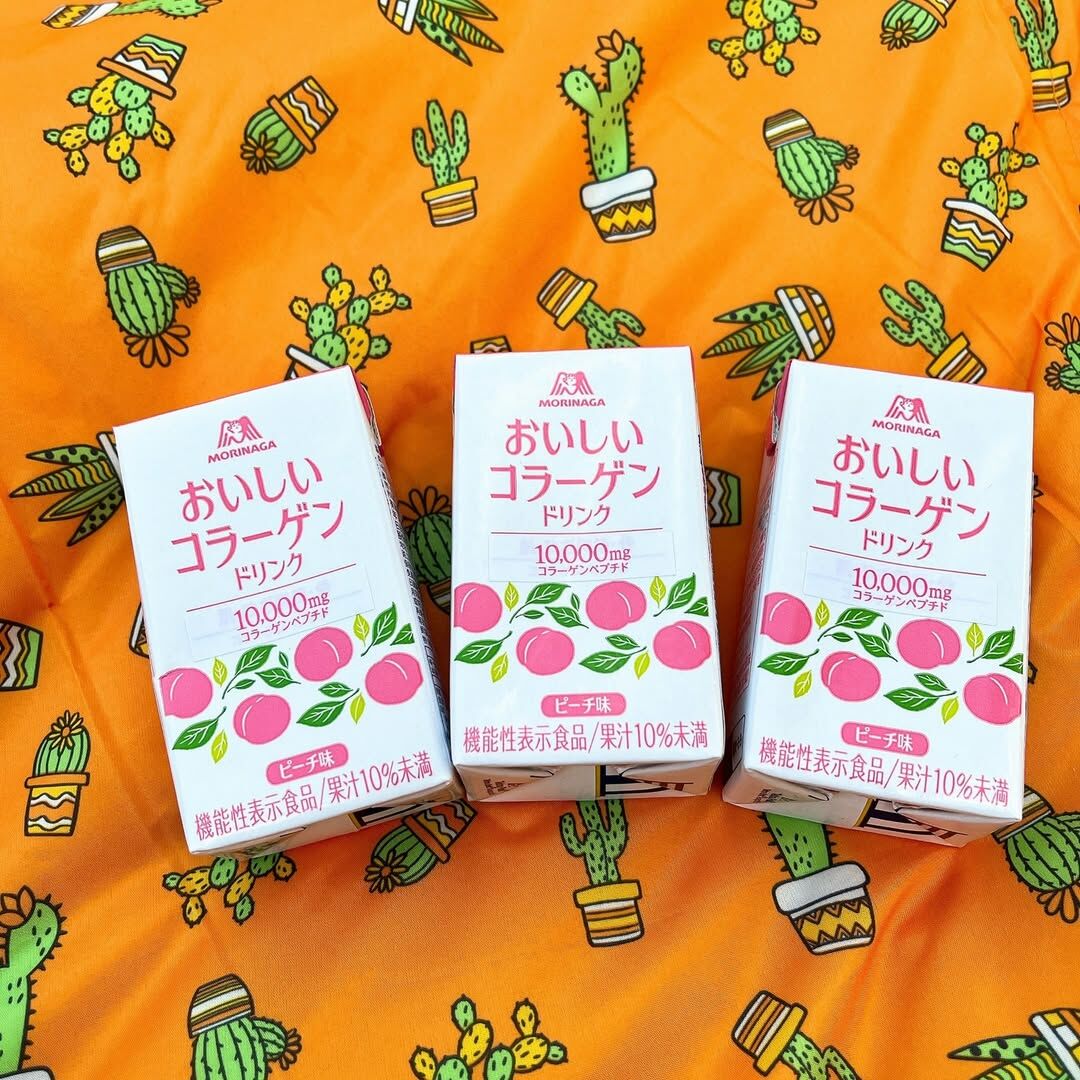 MORINAGA
おいしい
コラーゲン
ドリンク
10,000mg
コラーゲンペプチド
ピーチ味
機能性表示食品/果汁10%未満
MORINAGA
おいしい
コラーゲン
ドリンク
10,000mg
コラーゲンペプチド
ピーチ味
機能性表示食品/果汁10%未満
MORINAGA
おいしい
コラーゲン
ドリンク
10,000mg
コラーゲンペプチド
ピーチ味
機能性表示食品/果汁10%未満